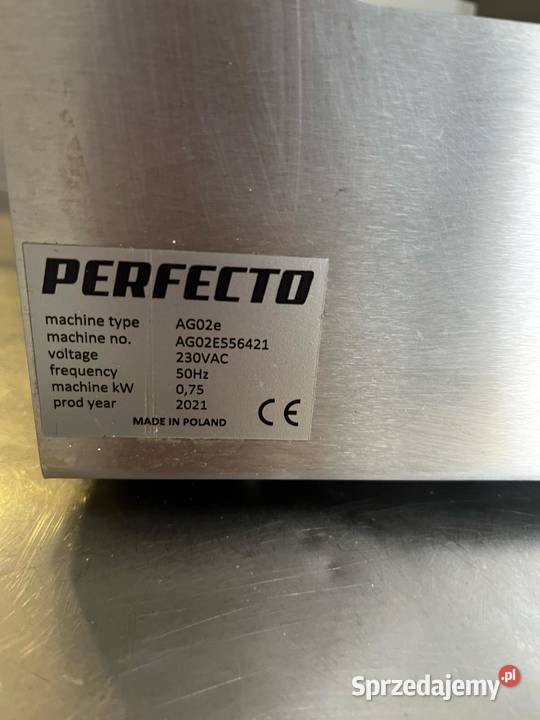 PERFECTO
machine type AG02e
machine no. AG02E556421
voltage 230VAC
frequency 50Hz
machine kW 0,75
prod year 2021
MADE IN POLAND CE
Sprzedajemy.pl